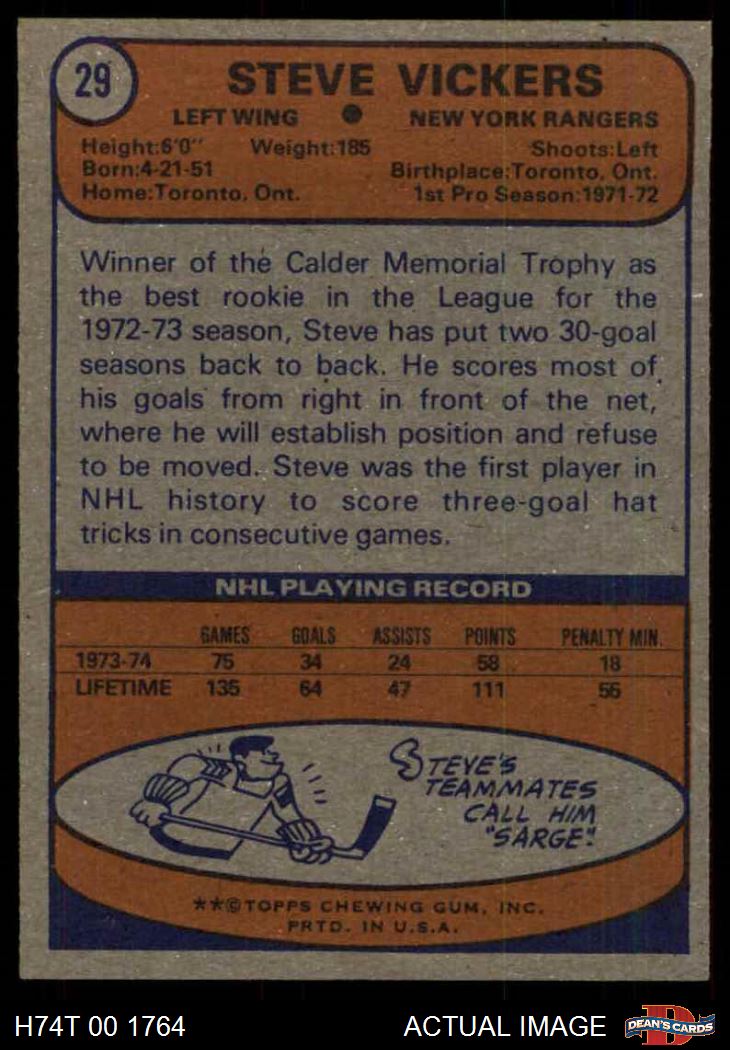 29
STEVE VICKERS
LEFT WING ● NEW YORK RANGERS
Height:6'0" Weight:185 Shoots:Left
Born:4-21-51 Birthplace:Toronto, Ont.
Home:Toronto, Ont. 1st Pro Season:1971-72
Winner of the Calder Memorial Trophy as
the best rookie in the League for the
1972-73 season, Steve has put two 30-goal
seasons back to back. He scores most of
his goals from right in front of the net,
where he will establish position and refuse
to be moved. Steve was the first player in
NHL history to score three-goal hat
tricks in consecutive games.
NHL PLAYING RECORD
GAMES GOALS ASSISTS POINTS PENALTY MIN.
1973-74 75 34 24 58 18
LIFETIME 135 64 47 111 56
STEVE'S
TEAMMATES
CALL HIM
"SARGE".
**©TOPPS CHEWING GUM, INC.
PRTD. IN U.S.A.
H74T 00 1764 ACTUAL IMAGE
D
DEAN'S CARDS